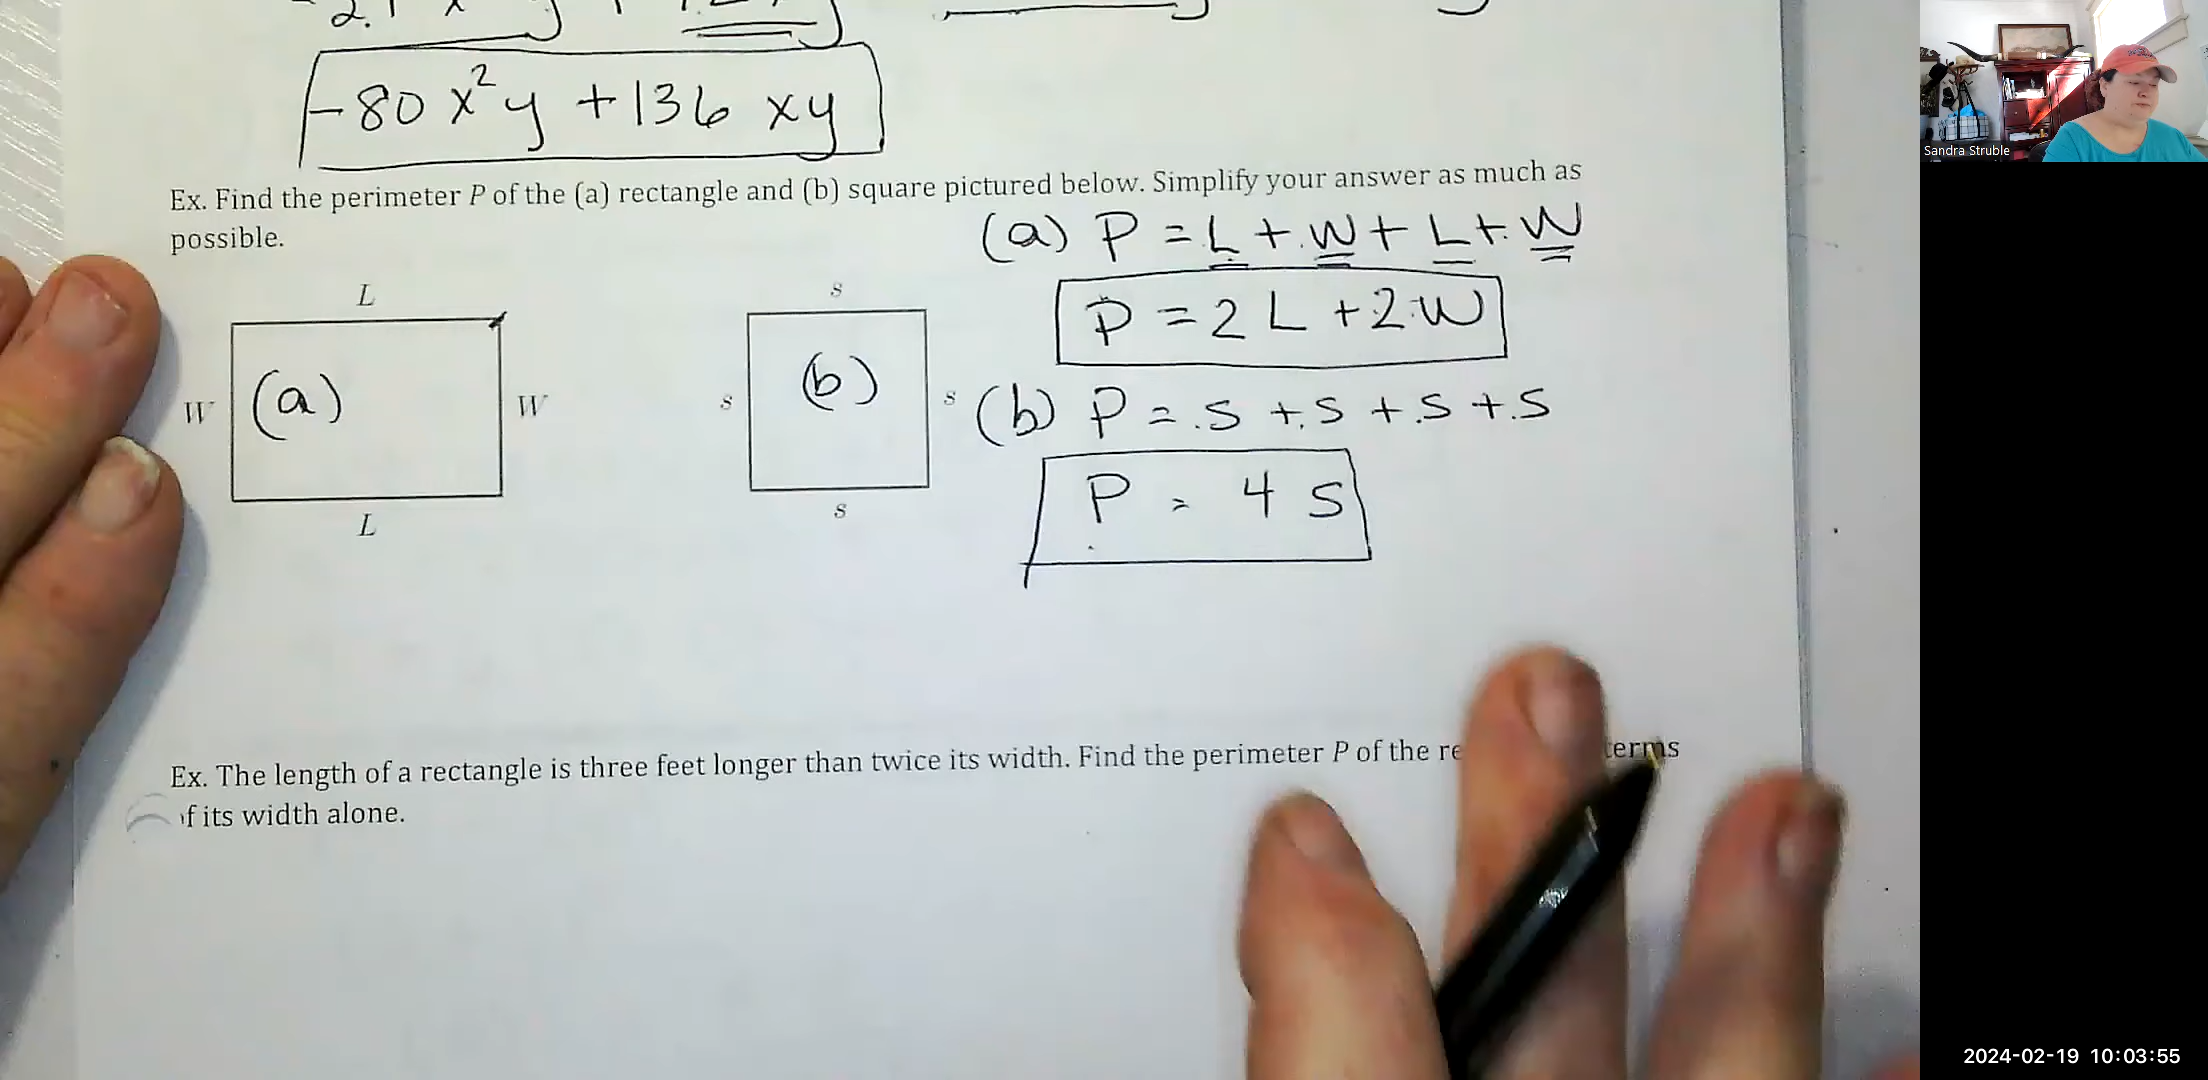 -80x²y + 136xy
Ex. Find the perimeter P of the (a) rectangle and (b) square pictured below. Simplify your answer as much as
possible.
(a) P = L + W + L + W
P = 2L + 2W
L
W
(a)
W
L
s
s
(b)
s
s
(b) P = s + s + s + s
P = 4s
Ex. The length of a rectangle is three feet longer than twice its width. Find the perimeter P of the terms
its width alone.
Sandra Struble
2024-02-19 10:03:55